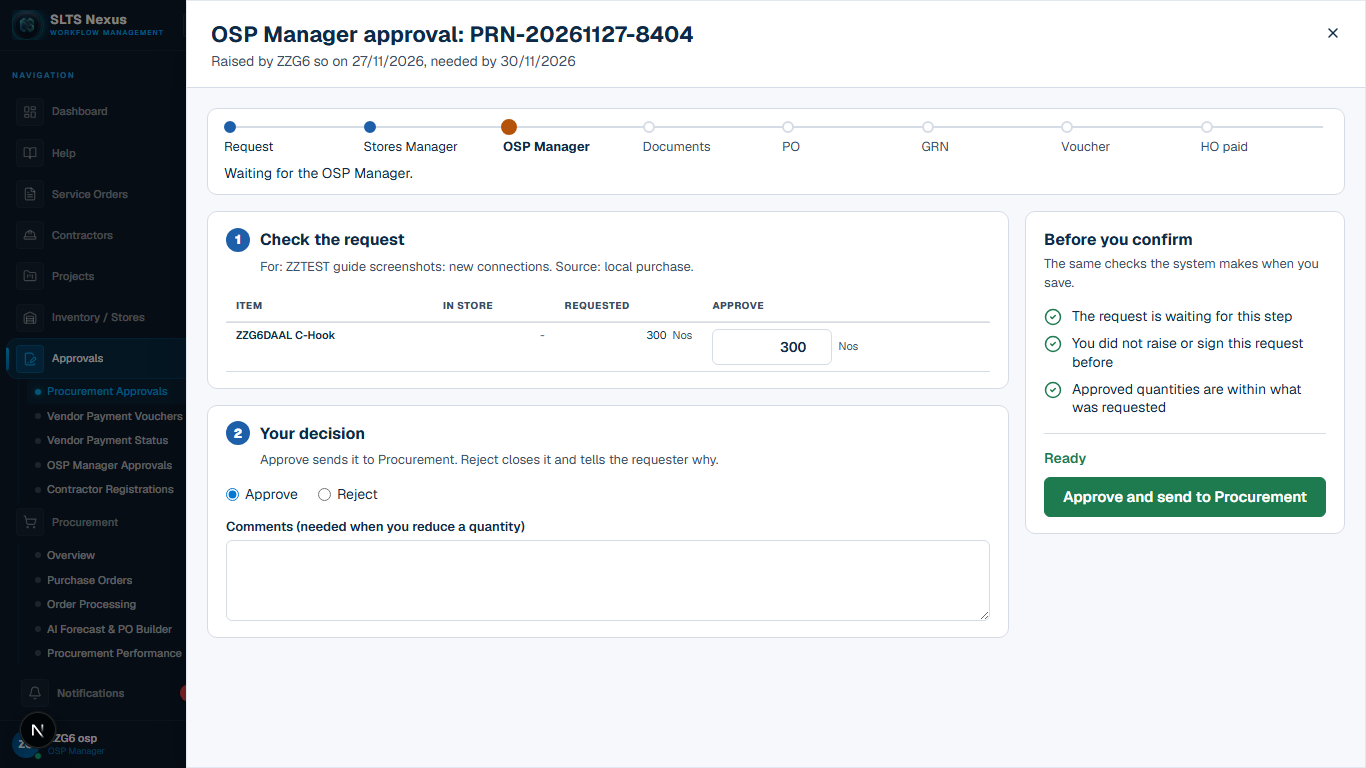 SLTS Nexus
WORKFLOW MANAGEMENT
NAVIGATION
Dashboard
Help
Service Orders
Contractors
Projects
Inventory / Stores
Approvals
Procurement Approvals
Vendor Payment Vouchers
Vendor Payment Status
OSP Manager Approvals
Contractor Registrations
Procurement
Overview
Purchase Orders
Order Processing
AI Forecast & PO Builder
Procurement Performance
Notifications
N
ZZG6 osp
OSP Manager
OSP Manager approval: PRN-20261127-8404
Raised by ZZG6 so on 27/11/2026, needed by 30/11/2026
Request
Stores Manager
OSP Manager
Documents
PO
GRN
Voucher
HO paid
Waiting for the OSP Manager.
1 Check the request
For: ZZTEST guide screenshots: new connections. Source: local purchase.
ITEM IN STORE REQUESTED APPROVE
ZZG6DAAL C-Hook - 300 Nos 300 Nos
2 Your decision
Approve sends it to Procurement. Reject closes it and tells the requester why.
Approve Reject
Comments (needed when you reduce a quantity)
Before you confirm
The same checks the system makes when you
save.
The request is waiting for this step
You did not raise or sign this request
before
Approved quantities are within what
was requested
Ready
Approve and send to Procurement